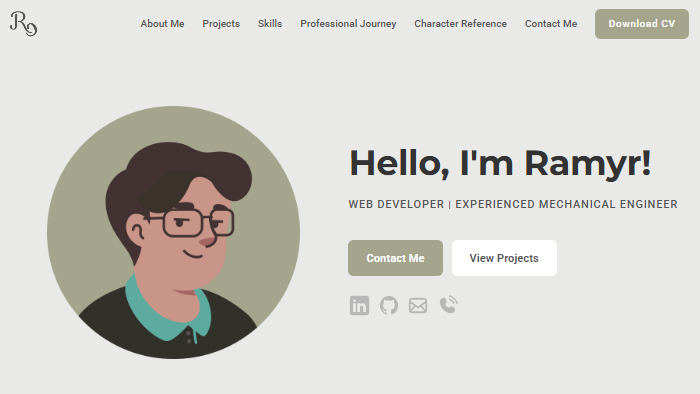 About Me Projects Skills Professional Journey Character Reference Contact Me Download CV
Hello, I'm Ramyr!
WEB DEVELOPER | EXPERIENCED MECHANICAL ENGINEER
Contact Me View Projects
in